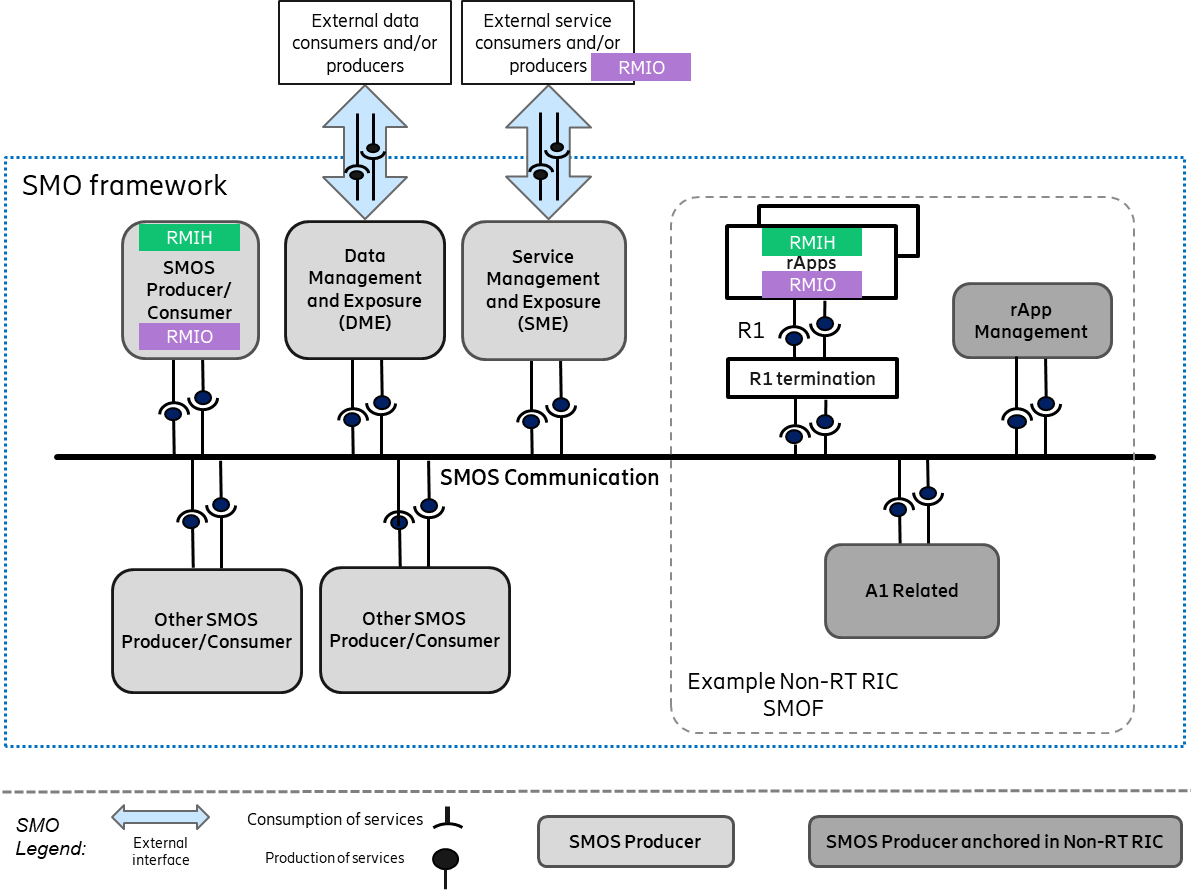 External data
consumers and/or
producers
External service
consumers and/or
producers
RMIO
SMO framework
RMIH
SMOS
Producer/
Consumer
RMIO
Data
Management
and Exposure
(DME)
Service
Management
and Exposure
(SME)
RMIH
rApps
RMIO
R1
R1 termination
rApp
Management
SMOS Communication
Other SMOS
Producer/Consumer
Other SMOS
Producer/Consumer
A1 Related
Example Non-RT RIC
SMOF
SMO
Legend:
External
interface
Consumption of services
Production of services
SMOS Producer
SMOS Producer anchored in Non-RT RIC